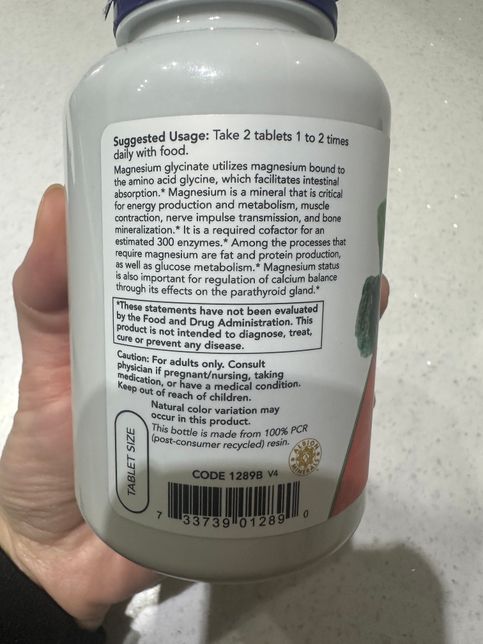 Suggested Usage: Take 2 tablets 1 to 2 times
daily with food.
Magnesium glycinate utilizes magnesium bound to
the amino acid glycine, which facilitates intestinal
absorption.* Magnesium is a mineral that is critical
for energy production and metabolism, muscle
contraction, nerve impulse transmission, and bone
mineralization.* It is a required cofactor for an
estimated 300 enzymes.* Among the processes that
require magnesium are fat and protein production,
as well as glucose metabolism.* Magnesium status
is also important for regulation of calcium balance
through its effects on the parathyroid gland.*
*These statements have not been evaluated
by the Food and Drug Administration. This
product is not intended to diagnose, treat,
cure or prevent any disease.
Caution: For adults only. Consult
physician if pregnant/nursing, taking
medication, or have a medical condition.
Keep out of reach of children.
Natural color variation may
occur in this product.
This bottle is made from 100% PCR
(post-consumer recycled) resin.
TABLET SIZE
ALBION
MINERALS
CODE 1289B V4
7 33739 01289 0